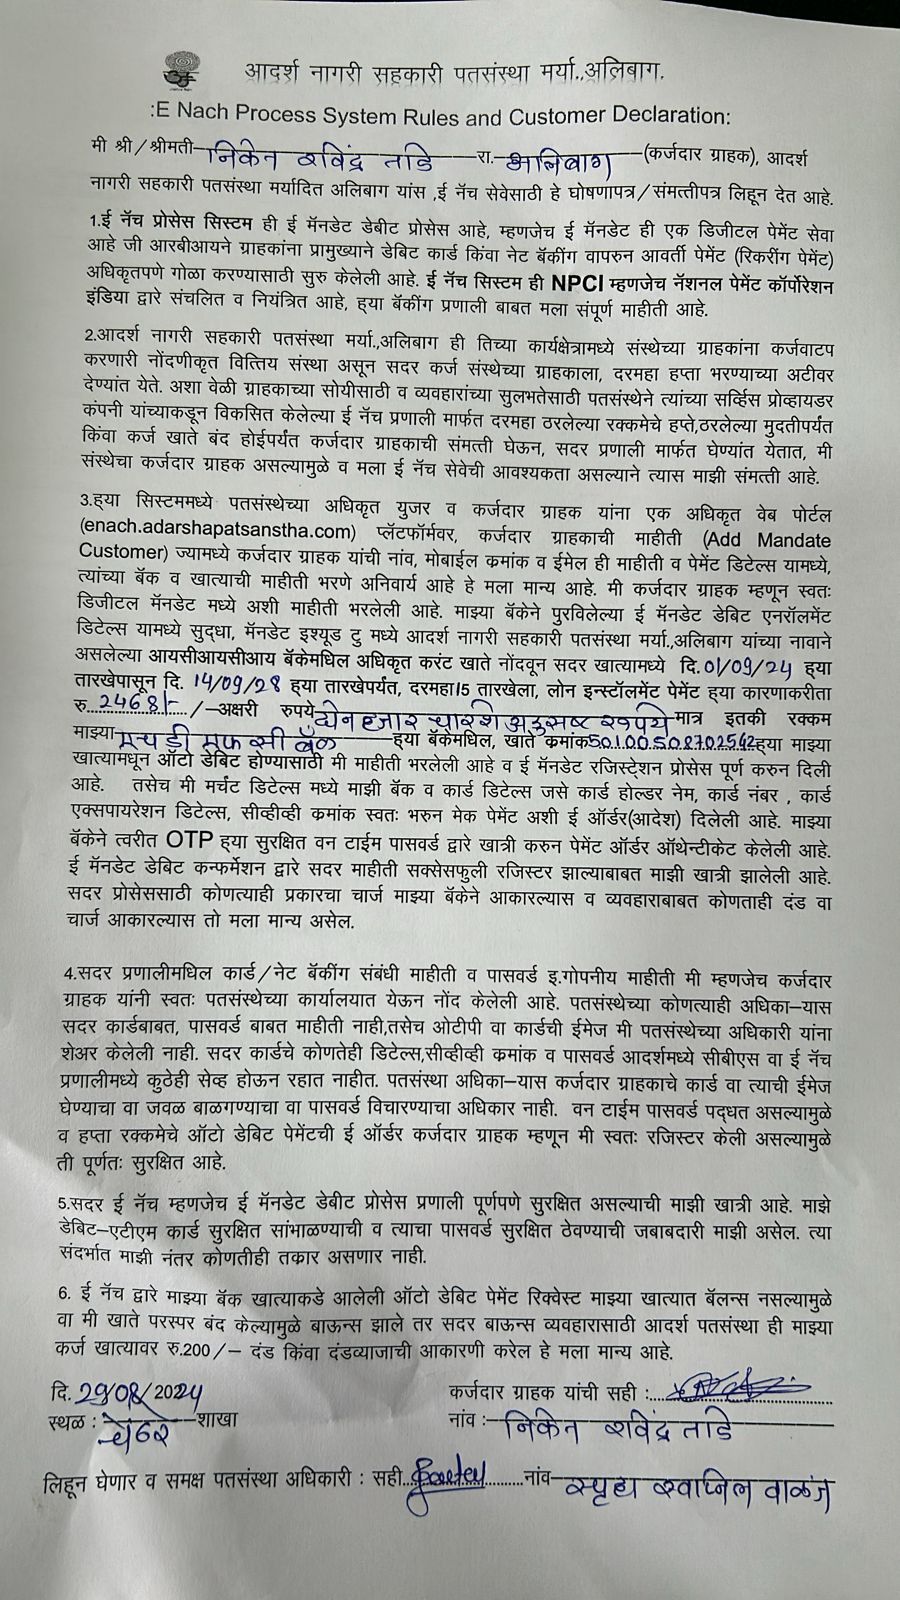 आदर्श नागरी सहकारी पतसंस्था मर्या.,अलिबाग.
:E Nach Process System Rules and Customer Declaration:
मी श्री/श्रीमती निकेन रविंद्र तांडे रा. अलिबाग (कर्जदार ग्राहक), आदर्श
नागरी सहकारी पतसंस्था मर्यादित अलिबाग यांस ,ई नॅच सेवेसाठी हे घोषणापत्र/संमत्तीपत्र लिहून देत आहे.
1.ई नॅच प्रोसेस सिस्टिम ही ई मॅनडेट डेबीट प्रोसेस आहे, म्हणजेच ई मॅनडेट ही एक डिजीटल पेमेंट सेवा
आहे जी आरबीआयने ग्राहकांना प्रामुख्याने डेबिट कार्ड किंवा नेट बॅकींग वापरुन आवर्ती पेमेंट (रिकरींग पेमेंट)
अधिकृतपणे गोळा करण्यासाठी सुरु केलेली आहे. ई नॅच सिस्टिम ही NPCI म्हणजेच नॅशनल पेमेंट कॉर्पोरेशन
इंडिया द्वारे संचलित व नियंत्रित आहे, ह्या बॅकींग प्रणाली बाबत मला संपूर्ण माहीती आहे.
2.आदर्श नागरी सहकारी पतसंस्था मर्या.,अलिबाग ही तिच्या कार्यक्षेत्रामध्ये संस्थेच्या ग्राहकांना कर्जवाटप
करणारी नोंदणीकृत वित्तिय संस्था असून सदर कर्ज संस्थेच्या ग्राहकाला, दरमहा हप्ता भरण्याच्या अटीवर
देण्यांत येते. अशा वेळी ग्राहकाच्या सोयीसाठी व व्यवहारांच्या सुलभतेसाठी पतसंस्थेने त्यांच्या सर्व्हिस प्रोव्हायडर
कंपनी यांच्याकडून विकसित केलेल्या ई नॅच प्रणाली मार्फत दरमहा ठरलेल्या रक्कमेचे हप्ते,ठरलेल्या मुदतीपर्यंत
किंवा कर्ज खाते बंद होईपर्यंत कर्जदार ग्राहकाची संमत्ती घेऊन, सदर प्रणाली मार्फत घेण्यांत येतात, मी
संस्थेचा कर्जदार ग्राहक असल्यामुळे व मला ई नॅच सेवेची आवश्यकता असल्याने त्यास माझी संमत्ती आहे.
3.ह्या सिस्टिममध्ये पतसंस्थेच्या अधिकृत युजर व कर्जदार ग्राहक यांना एक अधिकृत वेब पोर्टल
(enach.adarshapatsanstha.com) प्लॅटफॉर्मवर, कर्जदार ग्राहकाची माहीती (Add Mandate
Customer) ज्यामध्ये कर्जदार ग्राहक यांची नांव, मोबाईल क्रमांक व ईमेल ही माहीती व पेमेंट डिटेल्स यामध्ये,
त्यांच्या बॅक व खात्याची माहीती भरणे अनिवार्य आहे हे मला मान्य आहे. मी कर्जदार ग्राहक म्हणून स्वतः
डिजीटल मॅनडेट मध्ये अशी माहीती भरलेली आहे. माझ्या बॅकेने पुरविलेल्या ई मॅनडेट डेबिट एनरॉलमेंट
डिटेल्स यामध्ये सुद्धा, मॅनडेट इश्यूड टु मध्ये आदर्श नागरी सहकारी पतसंस्था मर्या.,अलिबाग यांच्या नावाने
असलेल्या आयसीआयसीआय बॅकेमधिल अधिकृत करंट खाते नोंदवून सदर खात्यामध्ये दि.01/09/24 ह्या
तारखेपासून दि. 14/09/28 ह्या तारखेपर्यंत, दरमहा15 तारखेला, लोन इन्स्टॉलमेंट पेमेंट ह्या कारणाकरीता
रु 2468/- /-अक्षरी रुपये दोन हजार चारशे अडुसष्ट रुपये मात्र इतकी रक्कम
माझ्या एच डी एफ सी बँक ह्या बॅकेमधिल, खाते क्रमांक50100508702542ह्या माझ्या
खात्यामधून ऑटो डेबिट होण्यासाठी मी माहीती भरलेली आहे व ई मॅनडेट रजिस्ट्रेशन प्रोसेस पूर्ण करुन दिली
आहे. तसेच मी मर्चंट डिटेल्स मध्ये माझी बॅक व कार्ड डिटेल्स जसे कार्ड होल्डर नेम, कार्ड नंबर , कार्ड
एक्सपायरेशन डिटेल्स, सीव्हीव्ही क्रमांक स्वतः भरुन मेक पेमेंट अशी ई ऑर्डर(आदेश) दिलेली आहे. माझ्या
बॅकेने त्वरीत OTP ह्या सुरक्षित वन टाईम पासवर्ड द्वारे खात्री करुन पेमेंट ऑर्डर ऑथेन्टीकेट केलेली आहे.
ई मॅनडेट डेबिट कन्फर्मेशन द्वारे सदर माहीती सक्सेसफुली रजिस्टर झाल्याबाबत माझी खात्री झालेली आहे.
सदर प्रोसेससाठी कोणत्याही प्रकारचा चार्ज माझ्या बॅकेने आकारल्यास व व्यवहाराबाबत कोणताही दंड वा
चार्ज आकारल्यास तो मला मान्य असेल.
4.सदर प्रणालीमधिल कार्ड/नेट बॅकींग संबंधी माहीती व पासवर्ड इ.गोपनीय माहीती मी म्हणजेच कर्जदार
ग्राहक यांनी स्वतः पतसंस्थेच्या कार्यालयात येऊन नोंद केलेली आहे. पतसंस्थेच्या कोणत्याही अधिका–यास
सदर कार्डबाबत, पासवर्ड बाबत माहीती नाही,तसेच ओटीपी वा कार्डची ईमेज मी पतसंस्थेच्या अधिकारी यांना
शेअर केलेली नाही. सदर कार्डचे कोणतेही डिटेल्स,सीव्हीव्ही क्रमांक व पासवर्ड आदर्शमध्ये सीबीएस वा ई नॅच
प्रणालीमध्ये कुठेही सेव्ह होऊन रहात नाहीत. पतसंस्था अधिका–यास कर्जदार ग्राहकाचे कार्ड वा त्याची ईमेज
घेण्याचा वा जवळ बाळगण्याचा वा पासवर्ड विचारण्याचा अधिकार नाही. वन टाईम पासवर्ड पद्धत असल्यामुळे
व हप्ता रक्कमेचे ऑटो डेबिट पेमेंटची ई ऑर्डर कर्जदार ग्राहक म्हणून मी स्वतः रजिस्टर केली असल्यामुळे
ती पूर्णतः सुरक्षित आहे.
5.सदर ई नॅच म्हणजेच ई मॅनडेट डेबीट प्रोसेस प्रणाली पूर्णपणे सुरक्षित असल्याची माझी खात्री आहे. माझे
डेबिट–एटीएम कार्ड सुरक्षित सांभाळण्याची व त्याचा पासवर्ड सुरक्षित ठेवण्याची जबाबदारी माझी असेल. त्या
संदर्भात माझी नंतर कोणतीही तक्रार असणार नाही.
6. ई नॅच द्वारे माझ्या बॅक खात्याकडे आलेली ऑटो डेबिट पेमेंट रिक्वेस्ट माझ्या खात्यात बॅलन्स नसल्यामुळे
वा मी खाते परस्पर बंद केल्यामुळे बाऊन्स झाले तर सदर बाऊन्स व्यवहारासाठी आदर्श पतसंस्था ही माझ्या
कर्ज खात्यावर रु.200/– दंड किंवा दंडव्याजाची आकारणी करेल हे मला मान्य आहे.
दि.29/08/2024 कर्जदार ग्राहक यांची सही :
स्थळ : चेंढरे शाखा नांव :– निकेन रविंद्र तांडे
लिहून घेणार व समक्ष पतसंस्था अधिकारी : सही नांव स्पृहा स्वाप्निल वाळंज